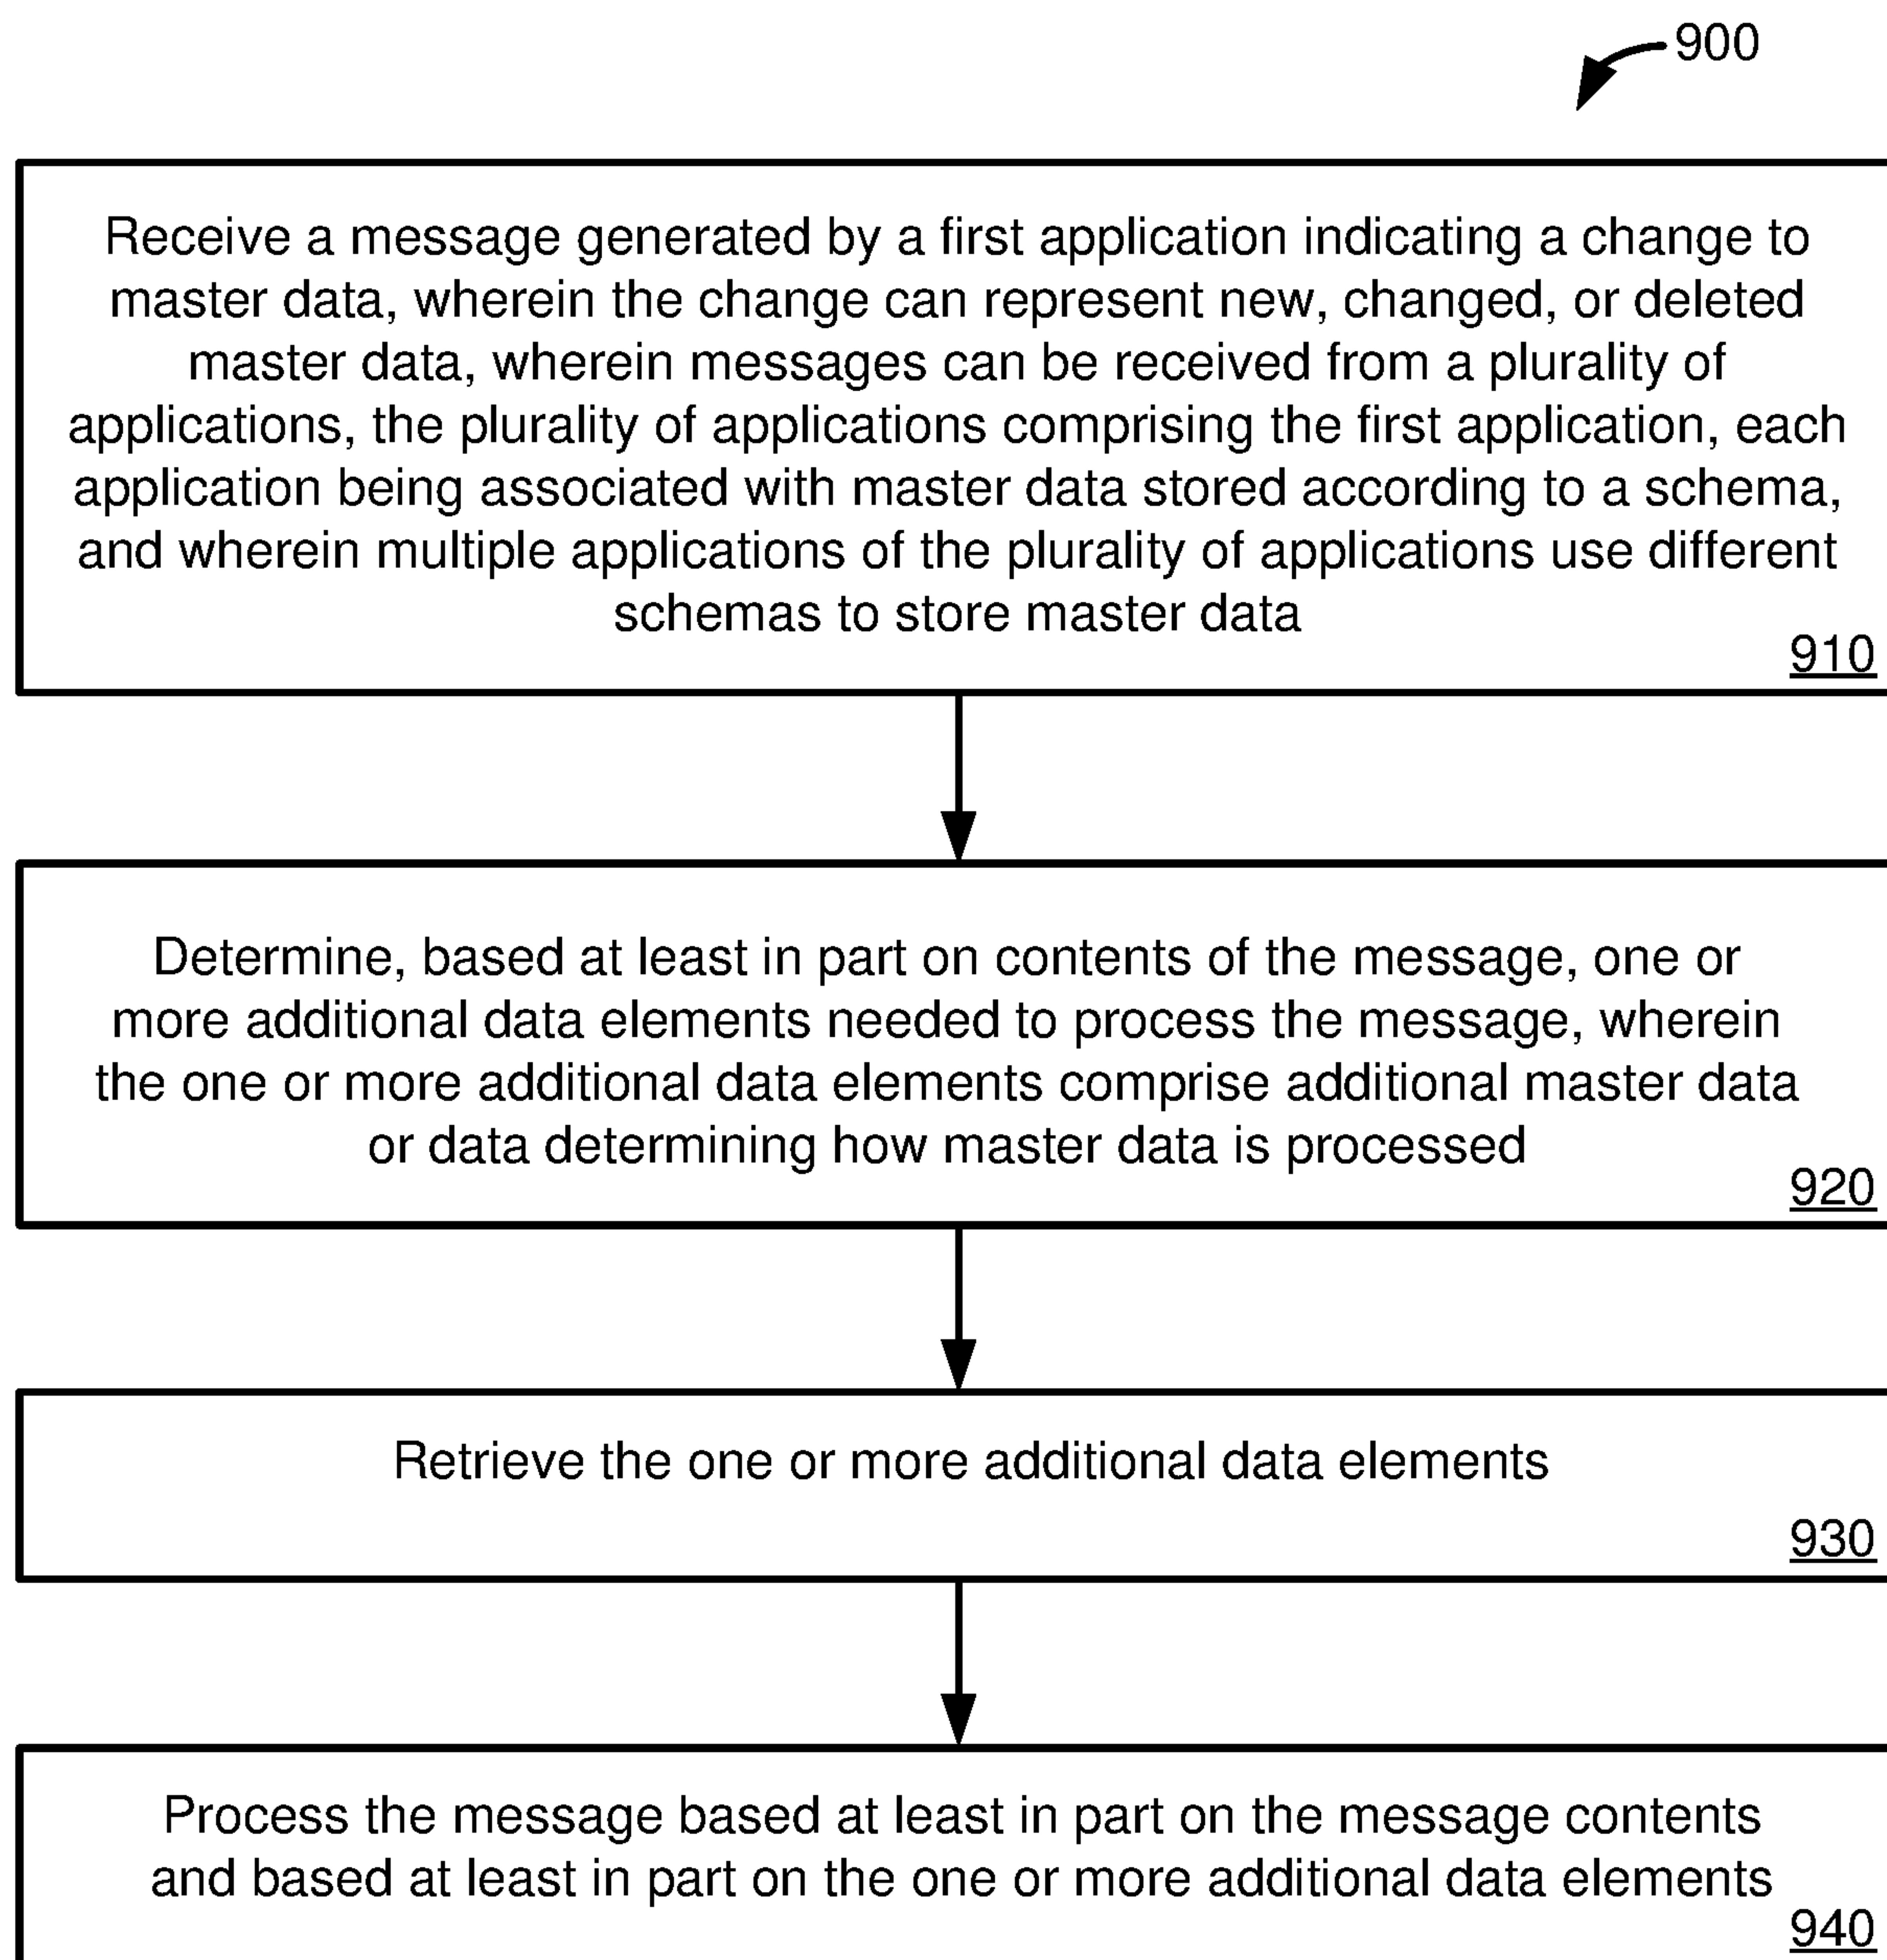 900
Receive a message generated by a first application indicating a change to
master data, wherein the change can represent new, changed, or deleted
master data, wherein messages can be received from a plurality of
applications, the plurality of applications comprising the first application, each
application being associated with master data stored according to a schema,
and wherein multiple applications of the plurality of applications use different
schemas to store master data
910
Determine, based at least in part on contents of the message, one or
more additional data elements needed to process the message, wherein
the one or more additional data elements comprise additional master data
or data determining how master data is processed
920
Retrieve the one or more additional data elements
930
Process the message based at least in part on the message contents
and based at least in part on the one or more additional data elements
940